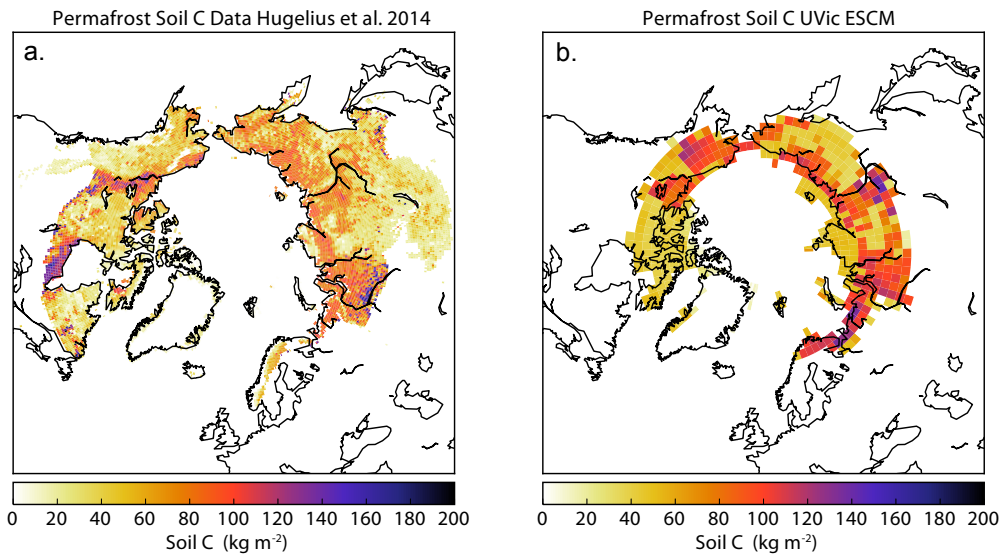 Permafrost Soil C Data Hugelius et al. 2014
a.
0 20 40 60 80 100 120 140 160 180 200
Soil C (kg m⁻²)
Permafrost Soil C UVic ESCM
b.
0 20 40 60 80 100 120 140 160 180 200
Soil C (kg m⁻²)